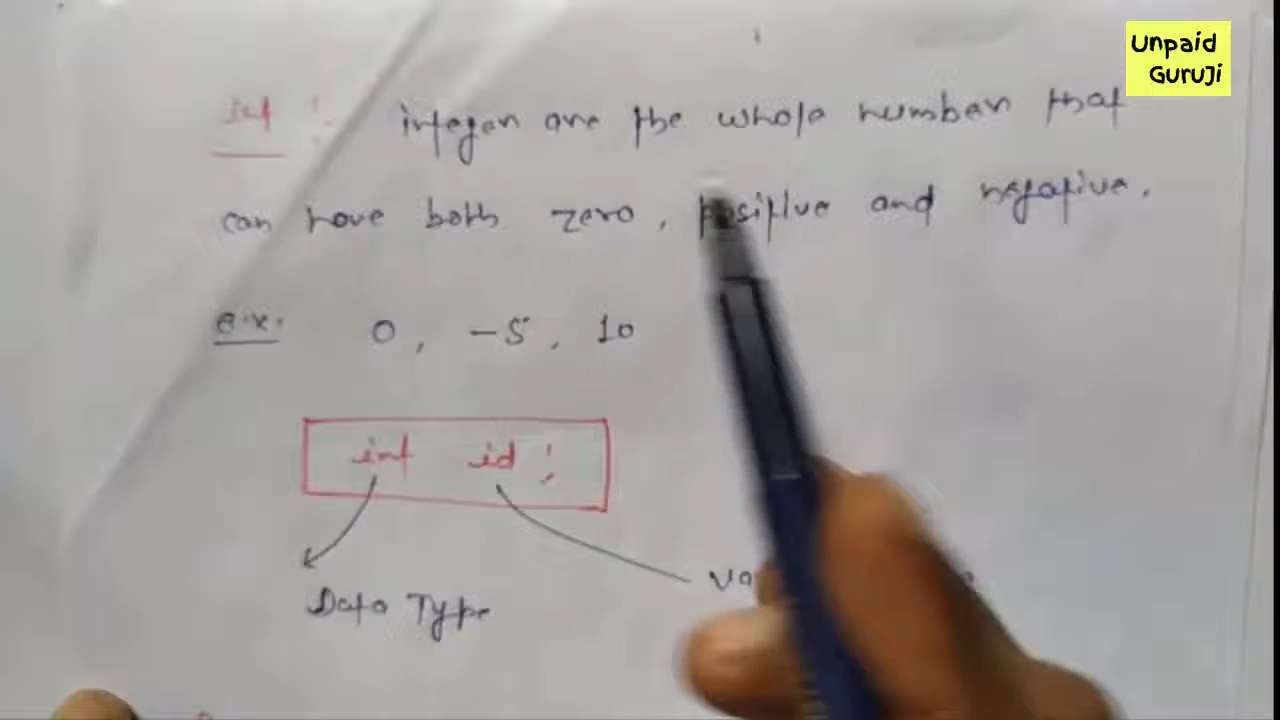 Unpaid
Guruji
int :
integer are the whole number that
can have both zero, positive and negative.
e.x. 0, -5, 10
int id ;
Data Type